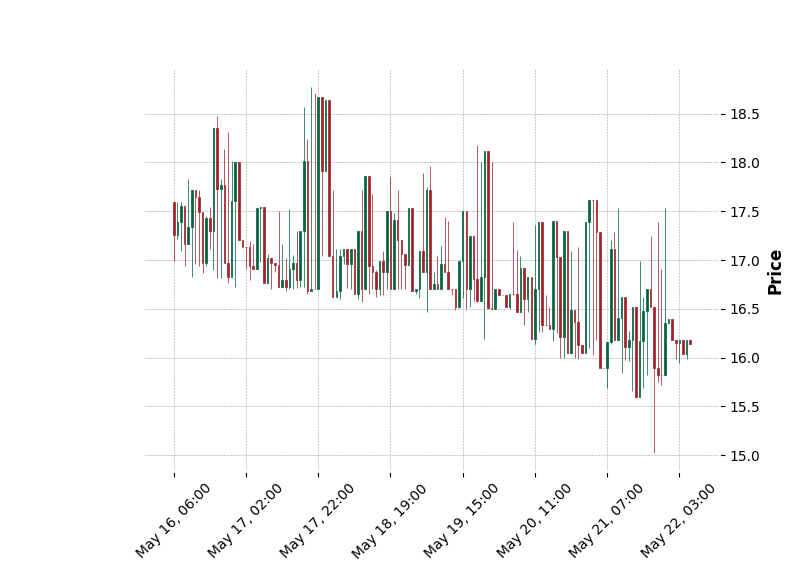 18.5
18.0
17.5
17.0
16.5
16.0
15.5
15.0
Price
May 16, 06:00
May 17, 02:00
May 17, 22:00
May 18, 19:00
May 19, 15:00
May 20, 11:00
May 21, 07:00
May 22, 03:00